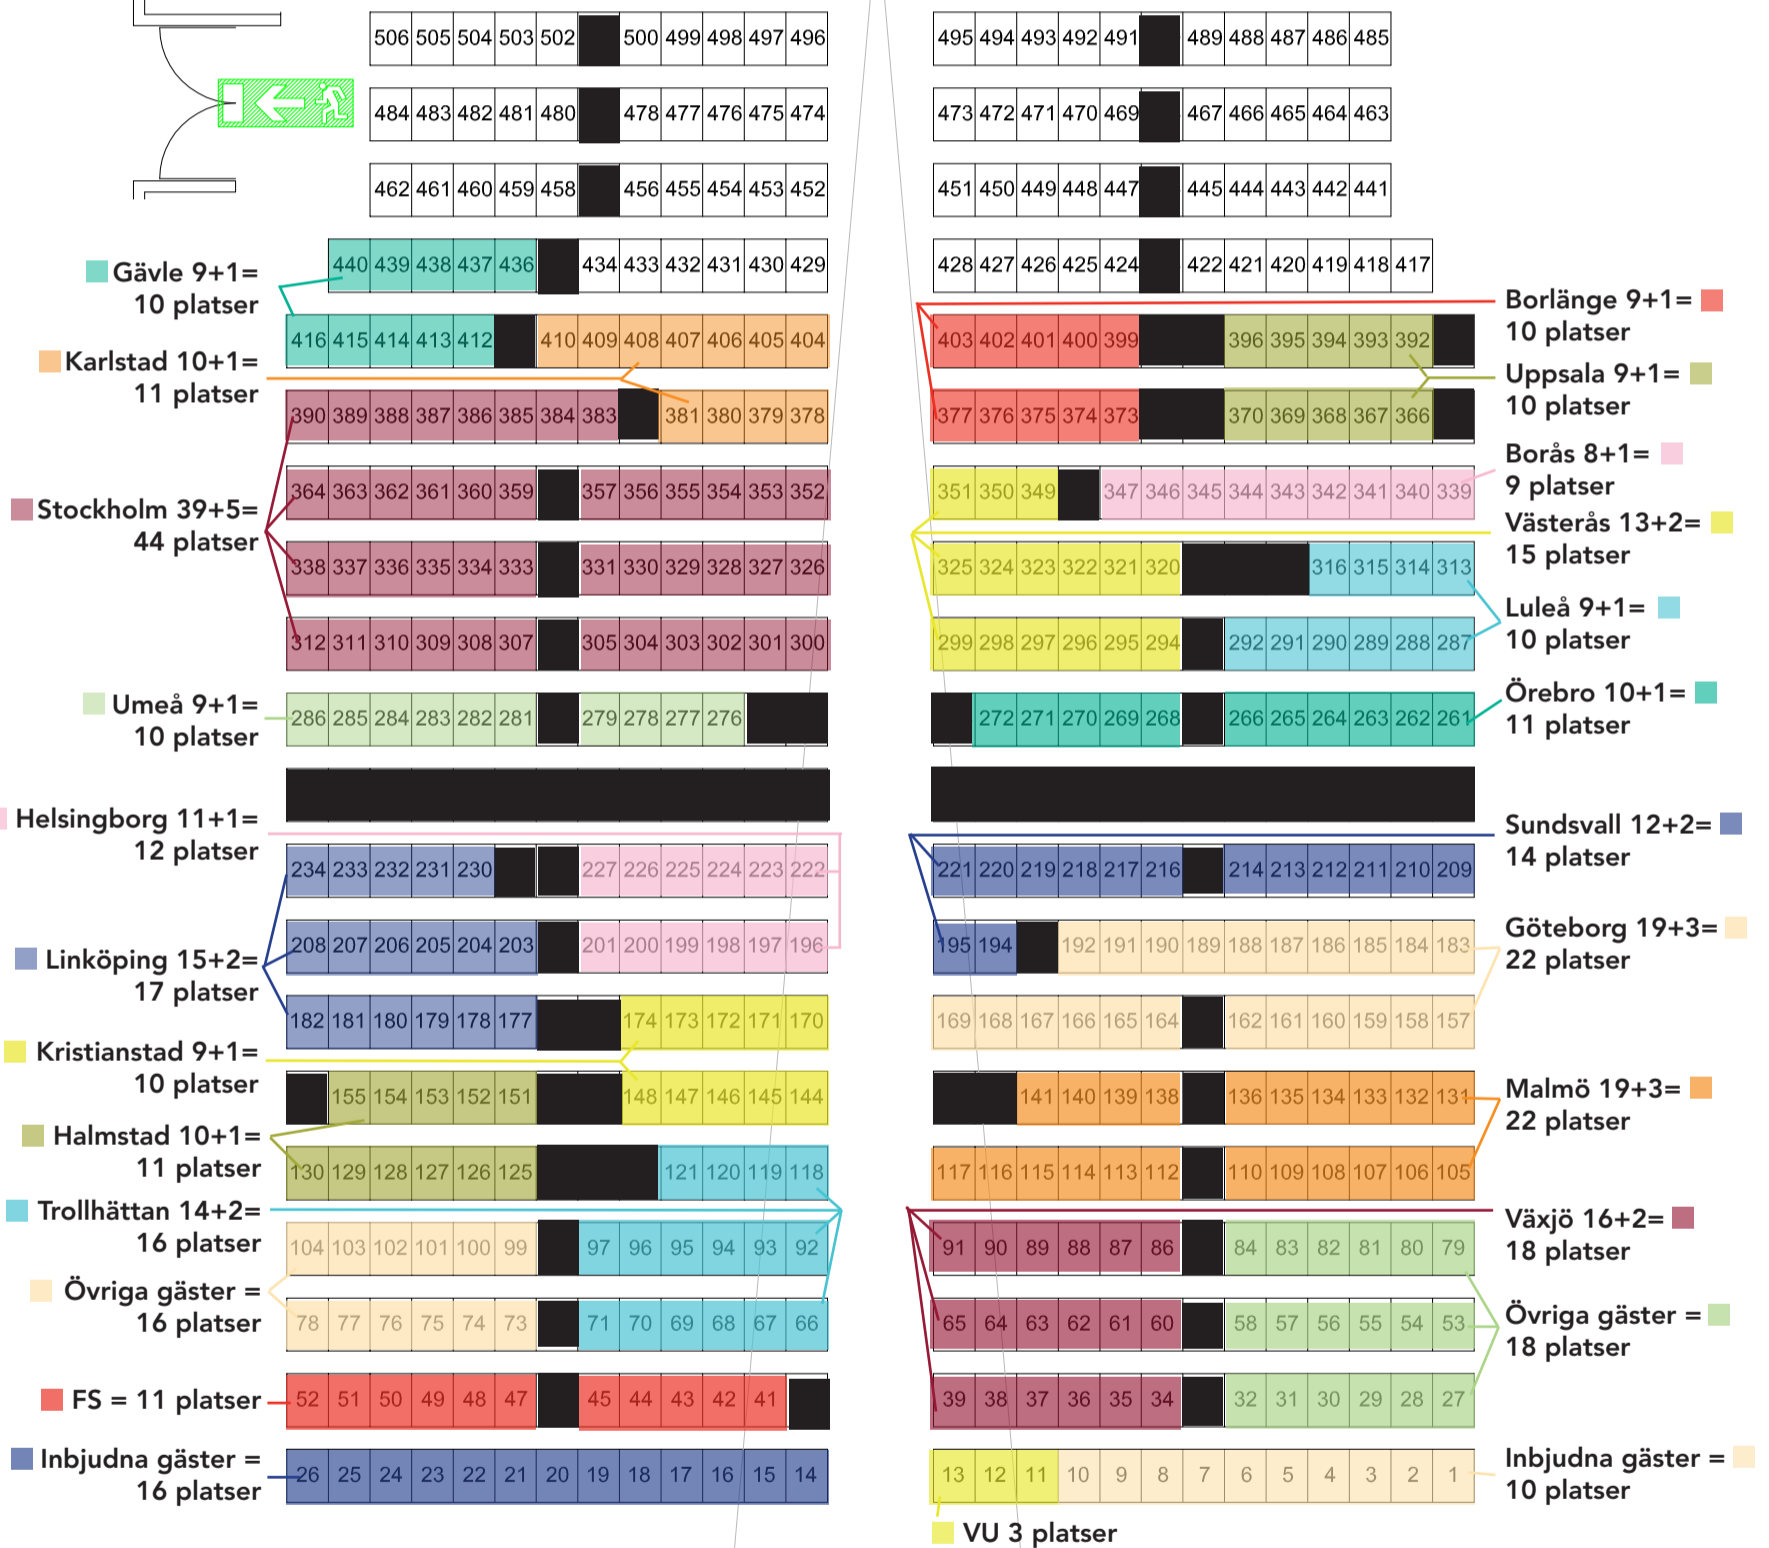 506 505 504 503 502 500 499 498 497 496
495 494 493 492 491 489 488 487 486 485
484 483 482 481 480 478 477 476 475 474
473 472 471 470 469 467 466 465 464 463
462 461 460 459 458 456 455 454 453 452
451 450 449 448 447 445 444 443 442 441
Gävle 9+1=
10 platser
440 439 438 437 436 434 433 432 431 430 429
428 427 426 425 424 422 421 420 419 418 417
Borlänge 9+1=
10 platser
416 415 414 413 412 410 409 408 407 406 405 404
403 402 401 400 399 396 395 394 393 392
Karlstad 10+1=
11 platser
Uppsala 9+1=
10 platser
390 389 388 387 386 385 384 383 381 380 379 378
377 376 375 374 373 370 369 368 367 366
Borås 8+1=
9 platser
364 363 362 361 360 359 357 356 355 354 353 352
351 350 349 347 346 345 344 343 342 341 340 339
Stockholm 39+5=
44 platser
Västerås 13+2=
15 platser
338 337 336 335 334 333 331 330 329 328 327 326
325 324 323 322 321 320 316 315 314 313
Luleå 9+1=
10 platser
312 311 310 309 308 307 305 304 303 302 301 300
299 298 297 296 295 294 292 291 290 289 288 287
Umeå 9+1=
10 platser
286 285 284 283 282 281 279 278 277 276
272 271 270 269 268 266 265 264 263 262 261
Örebro 10+1=
11 platser
Helsingborg 11+1=
12 platser
Sundsvall 12+2=
14 platser
234 233 232 231 230 227 226 225 224 223 222
221 220 219 218 217 216 214 213 212 211 210 209
Linköping 15+2=
17 platser
208 207 206 205 204 203 201 200 199 198 197 196
195 194 192 191 190 189 188 187 186 185 184 183
Göteborg 19+3=
22 platser
182 181 180 179 178 177 174 173 172 171 170
169 168 167 166 165 164 162 161 160 159 158 157
Kristianstad 9+1=
10 platser
155 154 153 152 151 148 147 146 145 144
141 140 139 138 136 135 134 133 132 131
Malmö 19+3=
22 platser
Halmstad 10+1=
11 platser
130 129 128 127 126 125 121 120 119 118
117 116 115 114 113 112 110 109 108 107 106 105
Trollhättan 14+2=
16 platser
104 103 102 101 100 99 97 96 95 94 93 92
91 90 89 88 87 86 84 83 82 81 80 79
Växjö 16+2=
18 platser
Övriga gäster =
16 platser
78 77 76 75 74 73 71 70 69 68 67 66
65 64 63 62 61 60 58 57 56 55 54 53
Övriga gäster =
18 platser
FS = 11 platser
52 51 50 49 48 47 45 44 43 42 41
39 38 37 36 35 34 32 31 30 29 28 27
Inbjudna gäster =
16 platser
26 25 24 23 22 21 20 19 18 17 16 15 14
13 12 11 10 9 8 7 6 5 4 3 2 1
Inbjudna gäster =
10 platser
VU 3 platser